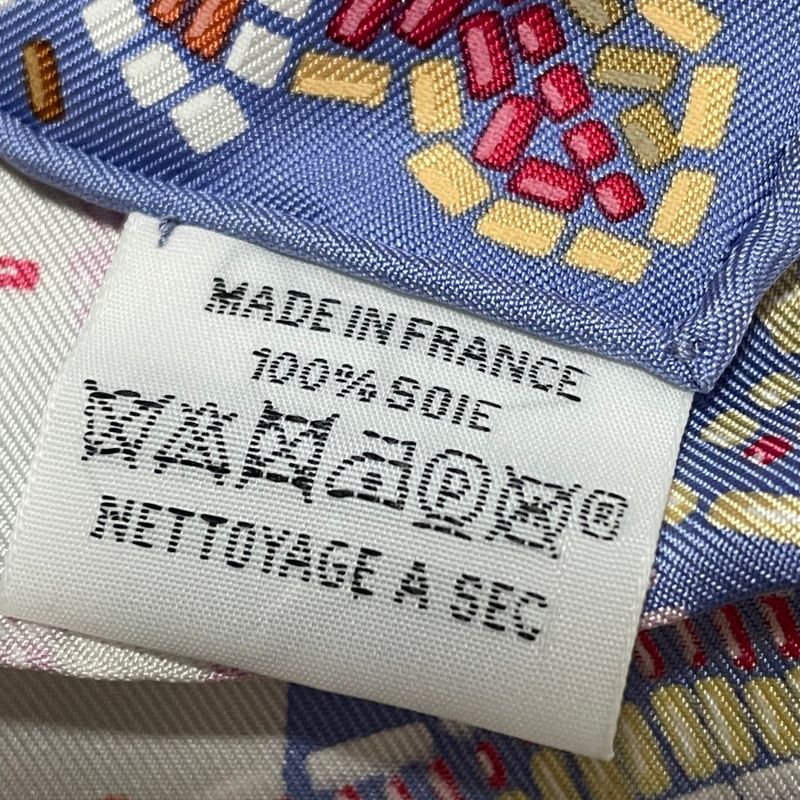 MADE IN FRANCE
100% SOIE
P
NETTOYAGE A SEC